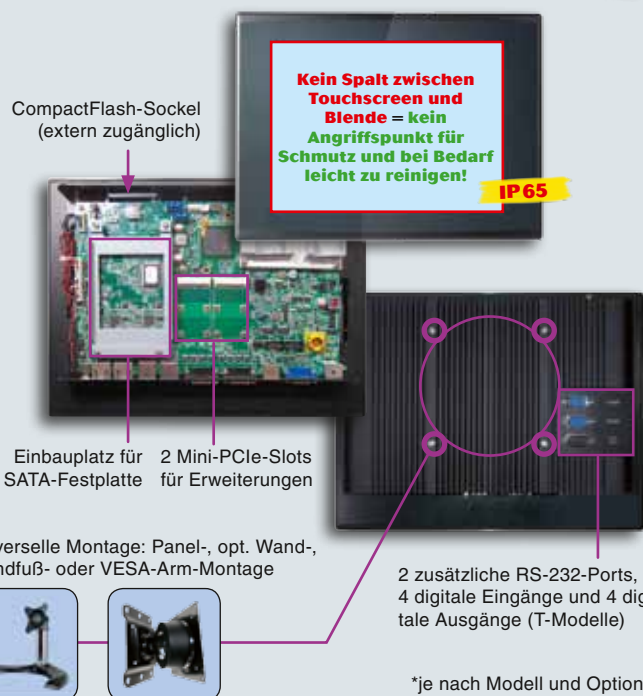 CompactFlash-Sockel
(extern zugänglich)
Kein Spalt zwischen
Touchscreen und
Blende = kein
Angriffspunkt für
Schmutz und bei Bedarf
leicht zu reinigen!
IP 65
Einbauplatz für
SATA-Festplatte
2 Mini-PCIe-Slots
für Erweiterungen
verselle Montage: Panel-, opt. Wand-,
ndfuß- oder VESA-Arm-Montage
2 zusätzliche RS-232-Ports,
4 digitale Eingänge und 4 dig
tale Ausgänge (T-Modelle)
*je nach Modell und Option